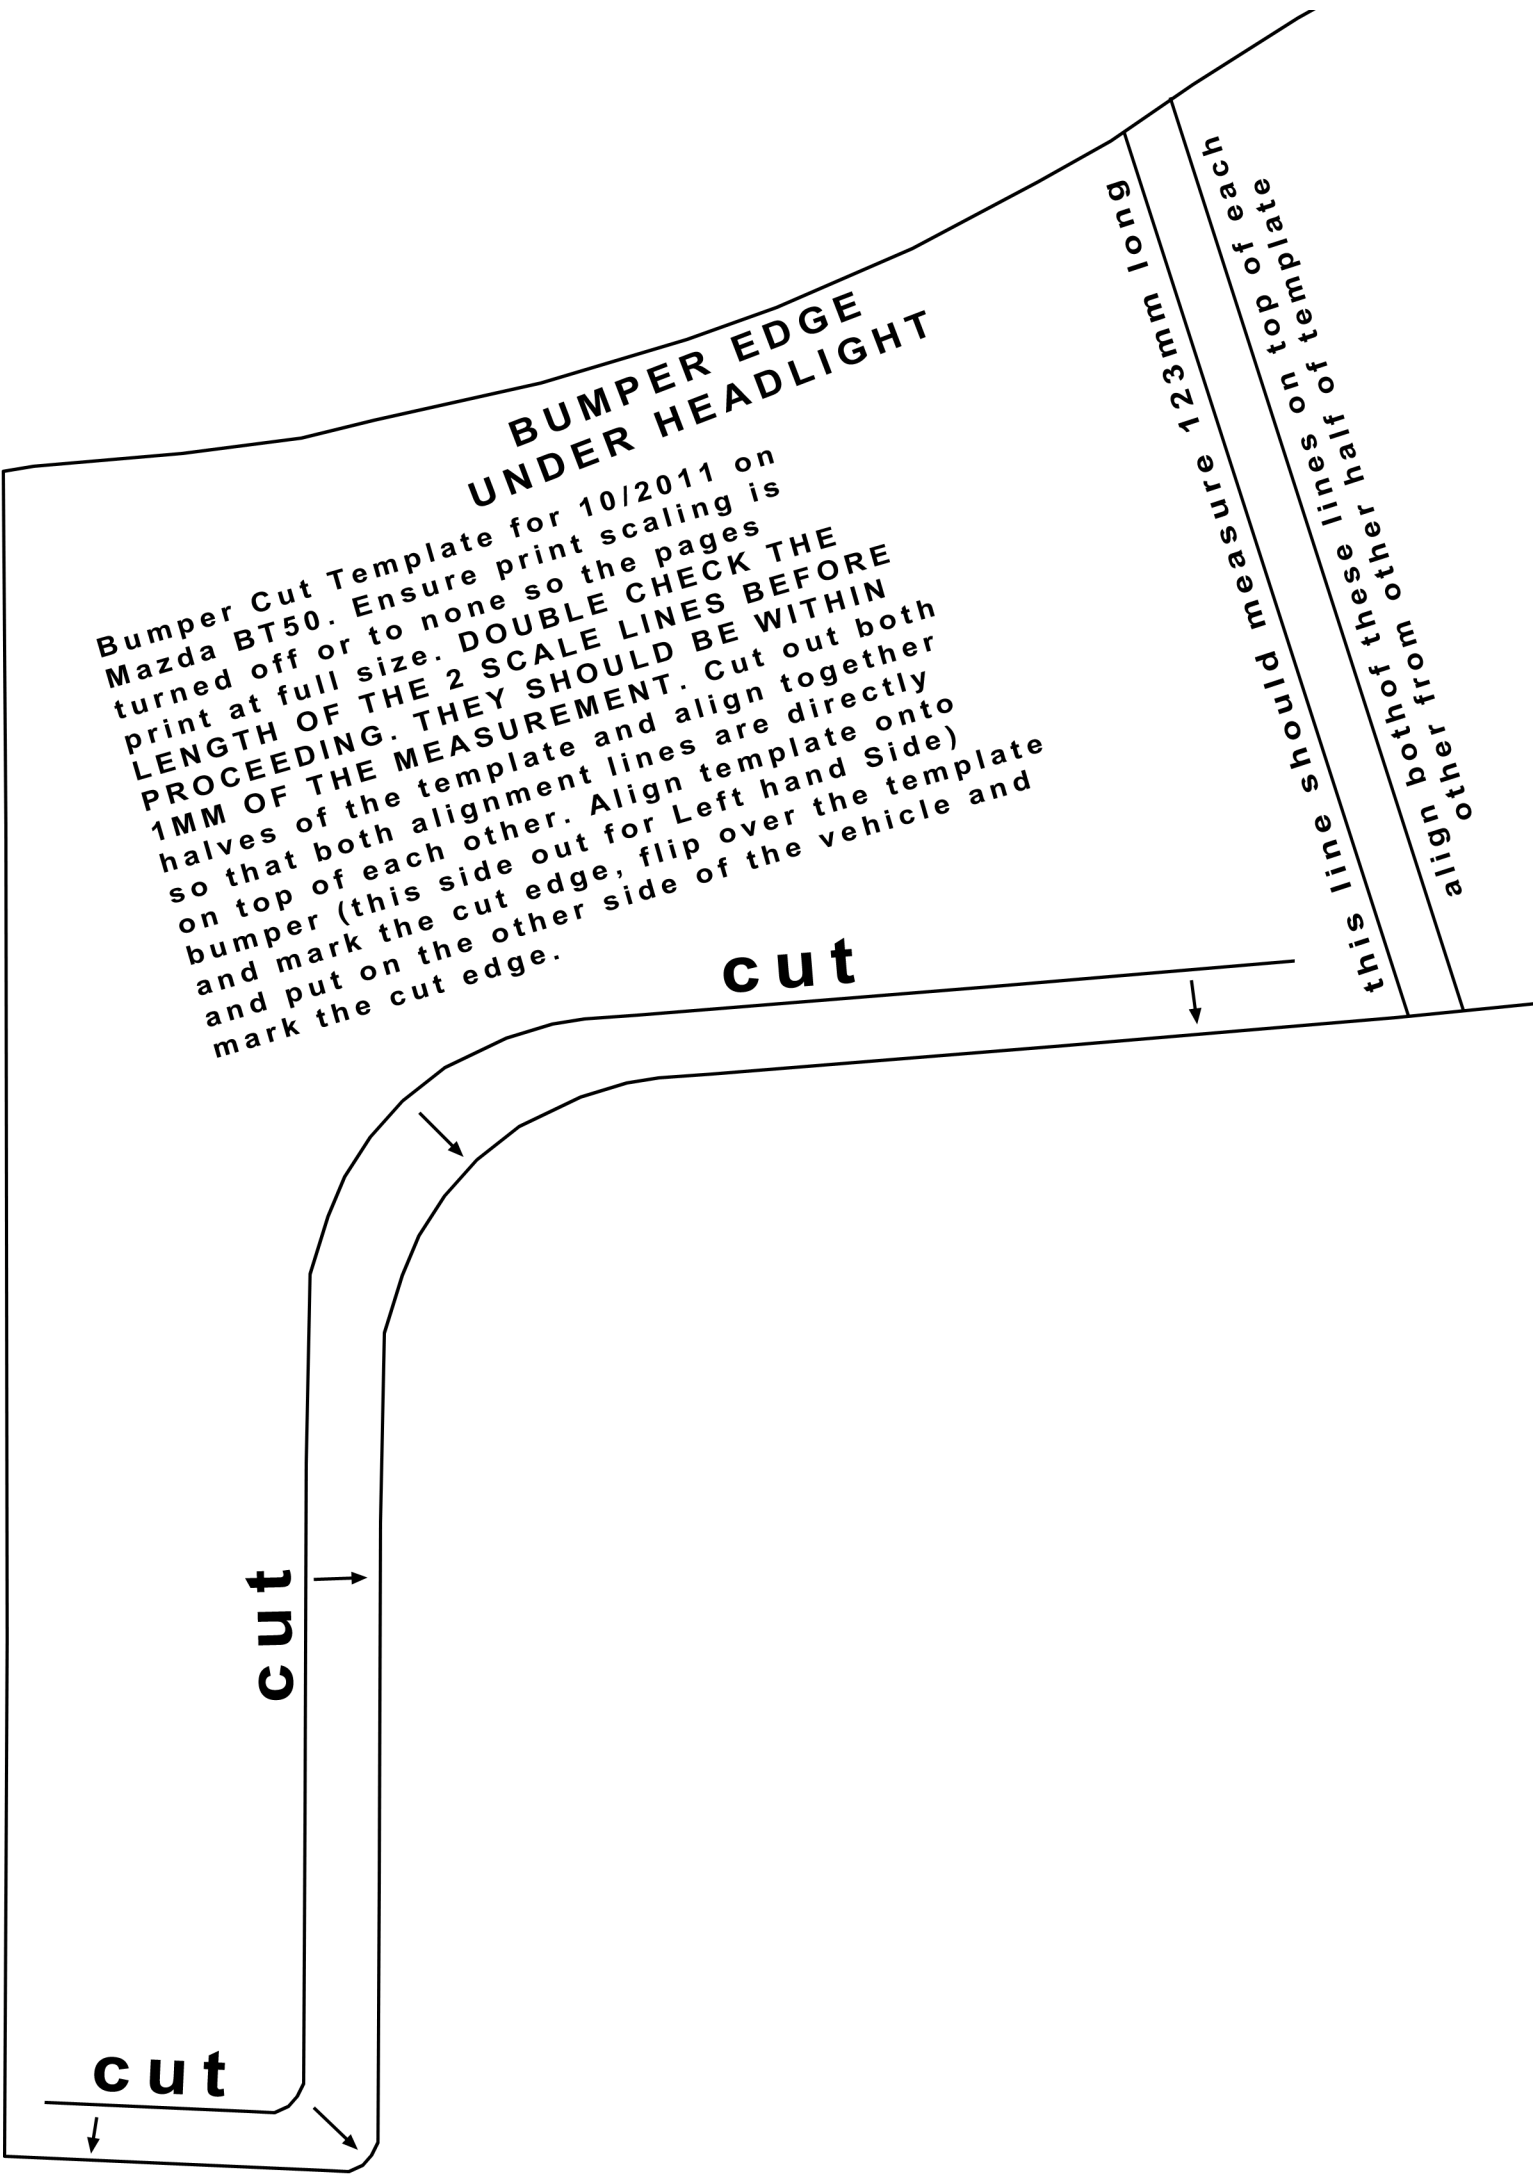 BUMPER EDGE
UNDER HEADLIGHT
Bumper Cut Template for 10/2011 on
Mazda BT50. Ensure print scaling is
turned off or to none so the pages
print at full size. DOUBLE CHECK THE
LENGTH OF THE 2 SCALE LINES BEFORE
PROCEEDING. THEY SHOULD BE WITHIN
1MM OF THE MEASUREMENT. Cut out both
halves of the template and align together
so that both alignment lines are directly
on top of each other. Align template onto
bumper (this side out for Left hand Side)
and mark the cut edge, flip over the template
and put on the other side of the vehicle and
mark the cut edge.
this line should measure 123mm long
align bothof these lines on top of each
other from other half of template
cut
cut
cut